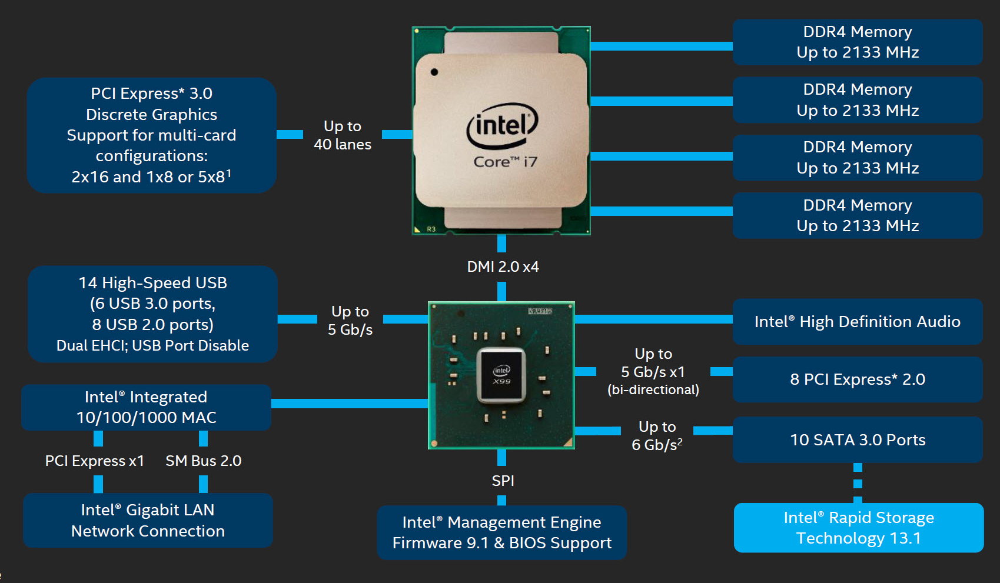 DDR4 Memory
Up to 2133 MHz
DDR4 Memory
Up to 2133 MHz
DDR4 Memory
Up to 2133 MHz
DDR4 Memory
Up to 2133 MHz
PCI Express* 3.0
Discrete Graphics
Support for multi-card
configurations:
2x16 and 1x8 or 5x8¹
Up to
40 lanes
intel®
Core™ i7
R3
DMI 2.0 x4
14 High-Speed USB
(6 USB 3.0 ports,
8 USB 2.0 ports)
Dual EHCI; USB Port Disable
Up to
5 Gb/s
intel
X99
Intel® High Definition Audio
Up to
5 Gb/s x1
(bi-directional)
8 PCI Express* 2.0
Up to
6 Gb/s²
10 SATA 3.0 Ports
Intel® Rapid Storage
Technology 13.1
Intel® Integrated
10/100/1000 MAC
PCI Express x1
SM Bus 2.0
Intel® Gigabit LAN
Network Connection
SPI
Intel® Management Engine
Firmware 9.1 & BIOS Support